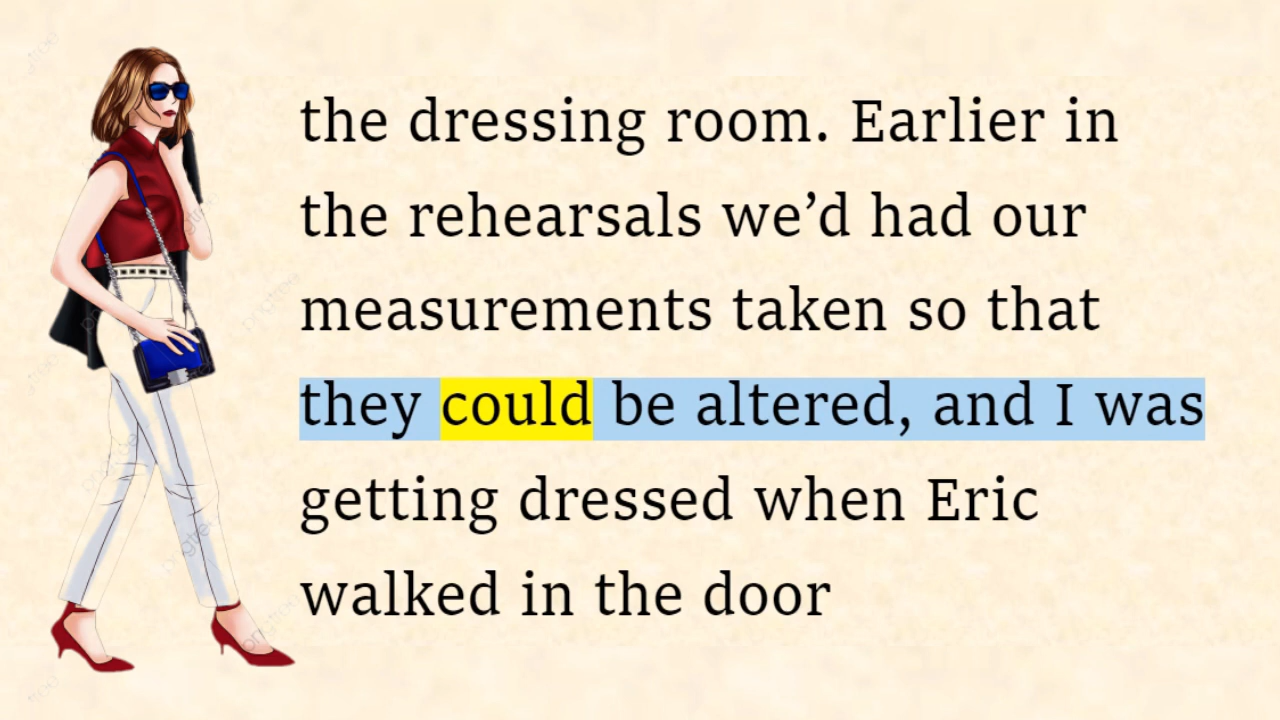 the dressing room. Earlier in
the rehearsals we’d had our
measurements taken so that
they could be altered, and I was
getting dressed when Eric
walked in the door